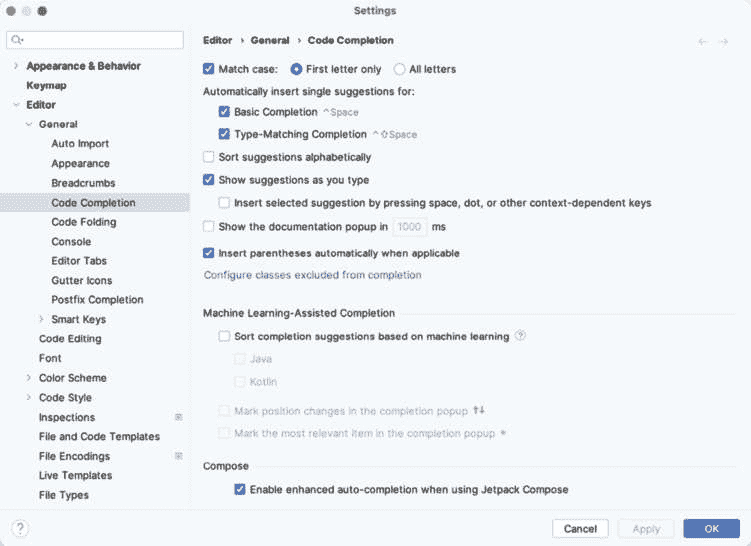 Settings
Appearance & Behavior
Keymap
Editor
General
Auto Import
Appearance
Breadcrumbs
Code Completion
Code Folding
Console
Editor Tabs
Gutter Icons
Postfix Completion
Smart Keys
Code Editing
Font
Color Scheme
Code Style
Inspections
File and Code Templates
File Encodings
Live Templates
File Types
?
Editor › General › Code Completion
Match case: First letter only All letters
Automatically insert single suggestions for:
Basic Completion ^Space
Type-Matching Completion ^⇧Space
Sort suggestions alphabetically
Show suggestions as you type
Insert selected suggestion by pressing space, dot, or other context-dependent keys
Show the documentation popup in 1000 ms
Insert parentheses automatically when applicable
Configure classes excluded from completion
Machine Learning-Assisted Completion
Sort completion suggestions based on machine learning ?
Java
Kotlin
Mark position changes in the completion popup ↑↓
Mark the most relevant item in the completion popup
Compose
Enable enhanced auto-completion when using Jetpack Compose
Cancel Apply OK